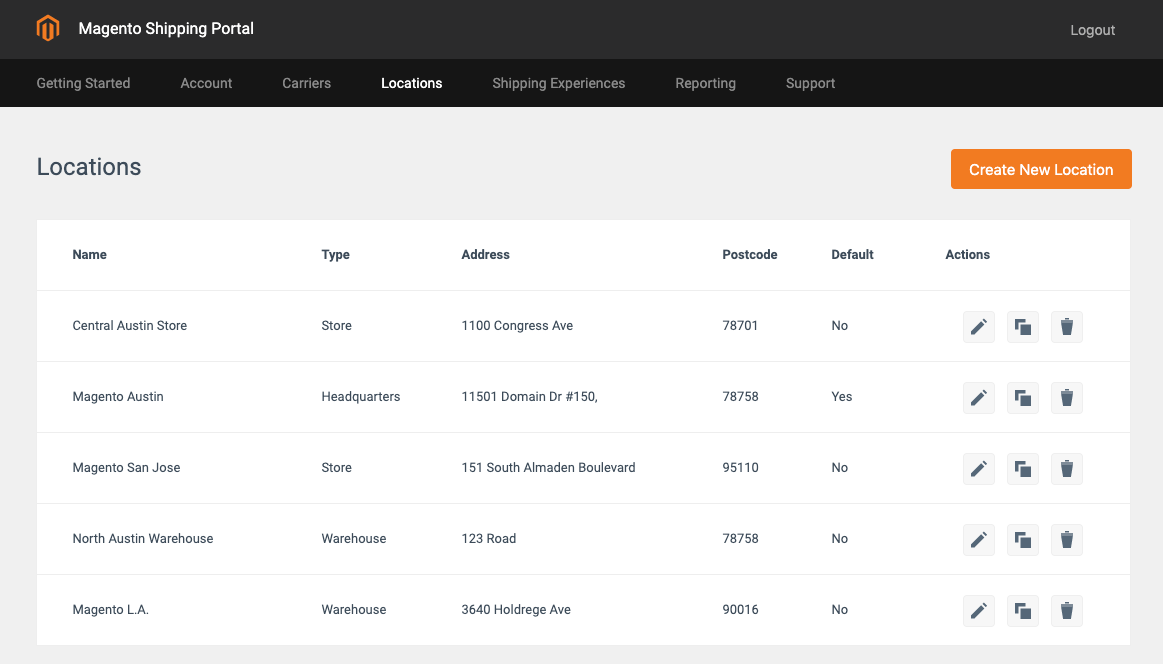 Magento Shipping Portal
Logout
Getting Started Account Carriers Locations Shipping Experiences Reporting Support
Locations
Create New Location
Name Type Address Postcode Default Actions
Central Austin Store Store 1100 Congress Ave 78701 No
Magento Austin Headquarters 11501 Domain Dr #150, 78758 Yes
Magento San Jose Store 151 South Almaden Boulevard 95110 No
North Austin Warehouse Warehouse 123 Road 78758 No
Magento L.A. Warehouse 3640 Holdrege Ave 90016 No